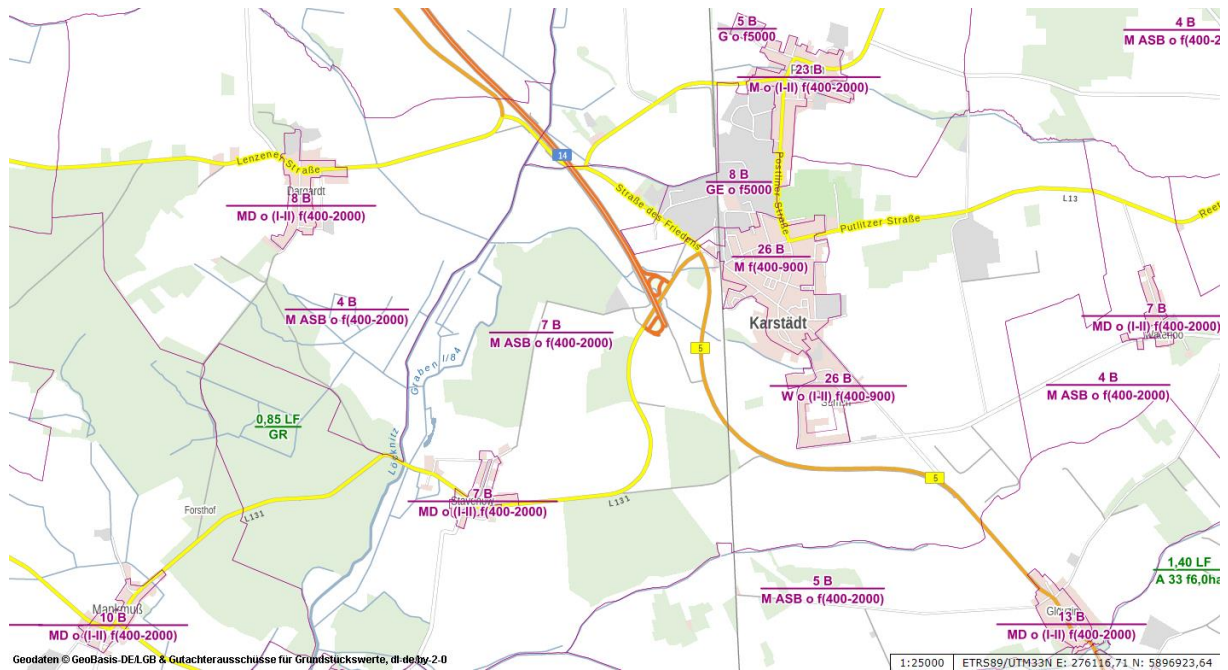 5 B
G o f5000
4 B
M ASB o f(400-2
23 B
M o (I-II) f(400-2000)
14
Lenzener Straße
Dargardt
8 B
MD o (I-II) f(400-2000)
Straße des Friedens
8 B
GE o f5000
Postliner Straße
Putlitzer Straße
L13
Reet
26 B
M f(400-900)
4 B
M ASB o f(400-2000)
7 B
M ASB o f(400-2000)
Karstädt
5
7 B
MD o (I-II) f(400-2000)
Graben I/84
26 B
W o (I-II) f(400-900)
4 B
M ASB o f(400-2000)
0,85 LF
GR
Löcknitz
5
7 B
Stavenow
MD o (I-II) f(400-2000)
L131
Forsthof
L131
5 B
M ASB o f(400-2000)
1,40 LF
A 33 f6,0ha
Mankmuß
10 B
MD o (I-II) f(400-2000)
13 B
MD o (I-II) f(400-2000)
Geodaten © GeoBasis-DE/LGB & Gutachterausschüsse für Grundstückswerte, dl-de/by-2-0
1:25000
ETRS89/UTM33N E: 276116,71 N: 5896923,64